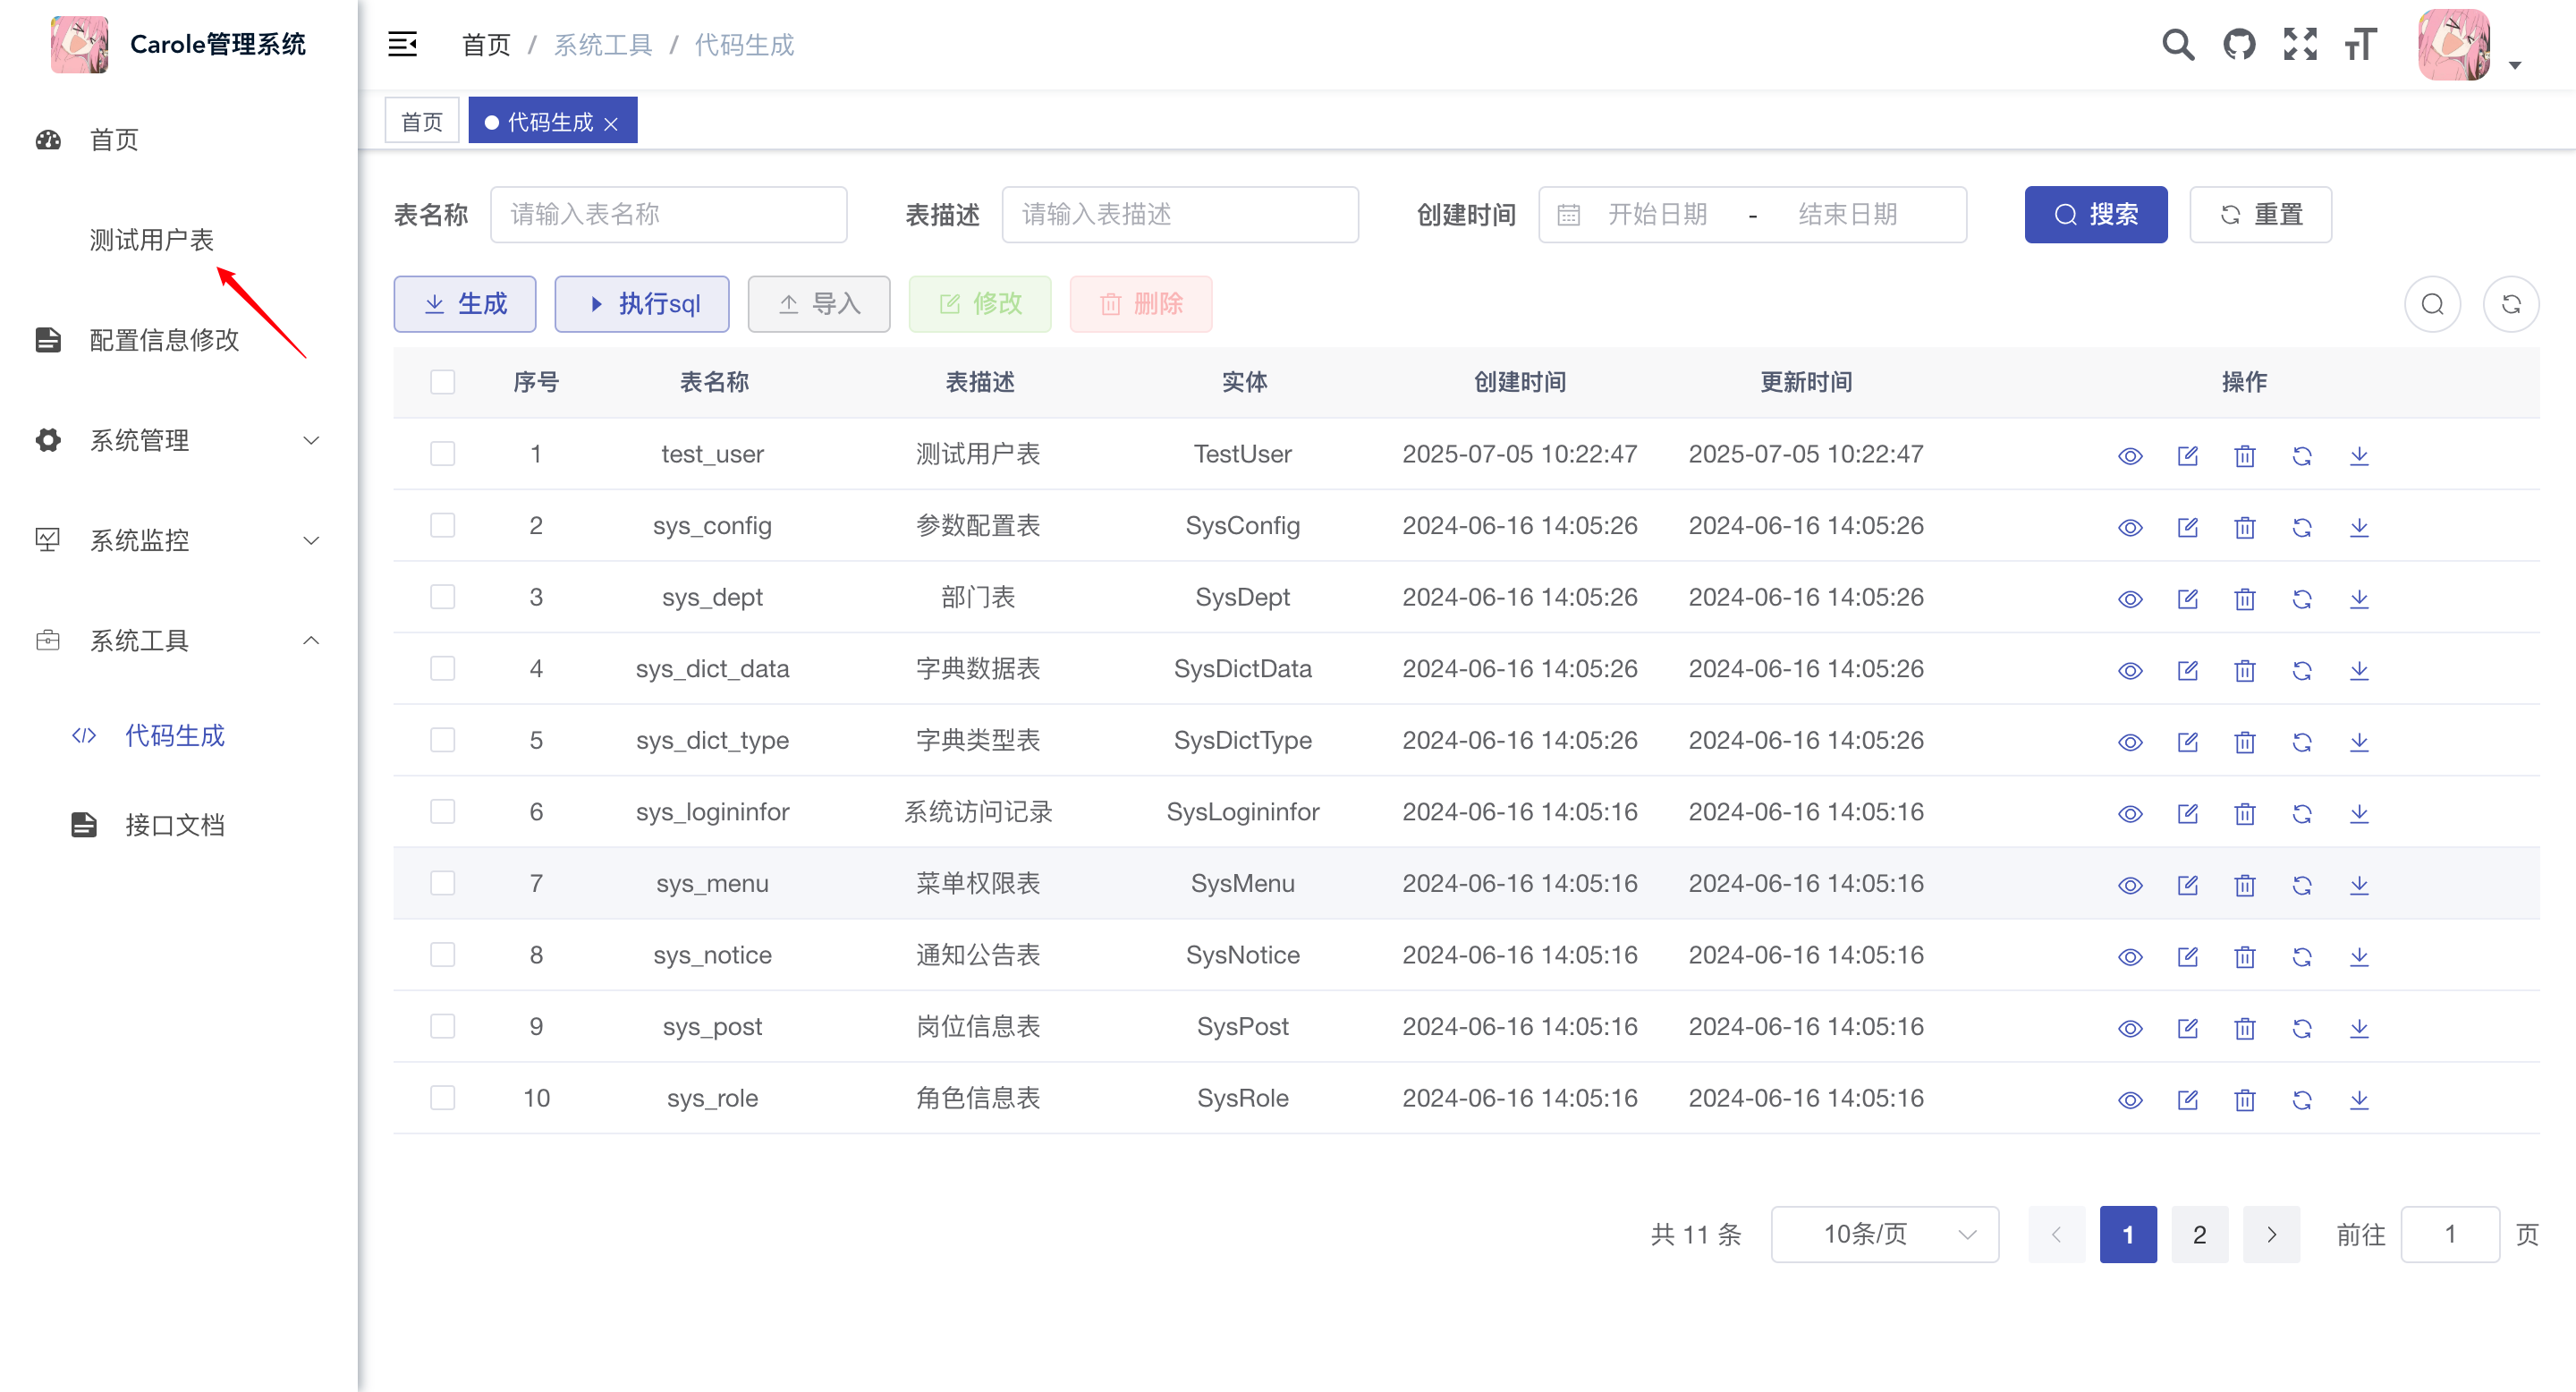 Carole管理系统
首页
测试用户表
配置信息修改
系统管理
系统监控
系统工具
代码生成
接口文档
首页 / 系统工具 / 代码生成
首页 代码生成
表名称 请输入表名称 表描述 请输入表描述 创建时间 开始日期 - 结束日期 搜索 重置
生成 执行sql 导入 修改 删除
序号 表名称 表描述 实体 创建时间 更新时间 操作
1 test_user 测试用户表 TestUser 2025-07-05 10:22:47 2025-07-05 10:22:47
2 sys_config 参数配置表 SysConfig 2024-06-16 14:05:26 2024-06-16 14:05:26
3 sys_dept 部门表 SysDept 2024-06-16 14:05:26 2024-06-16 14:05:26
4 sys_dict_data 字典数据表 SysDictData 2024-06-16 14:05:26 2024-06-16 14:05:26
5 sys_dict_type 字典类型表 SysDictType 2024-06-16 14:05:26 2024-06-16 14:05:26
6 sys_logininfor 系统访问记录 SysLogininfor 2024-06-16 14:05:16 2024-06-16 14:05:16
7 sys_menu 菜单权限表 SysMenu 2024-06-16 14:05:16 2024-06-16 14:05:16
8 sys_notice 通知公告表 SysNotice 2024-06-16 14:05:16 2024-06-16 14:05:16
9 sys_post 岗位信息表 SysPost 2024-06-16 14:05:16 2024-06-16 14:05:16
10 sys_role 角色信息表 SysRole 2024-06-16 14:05:16 2024-06-16 14:05:16
共 11 条 10条/页 1 2 前往 1 页